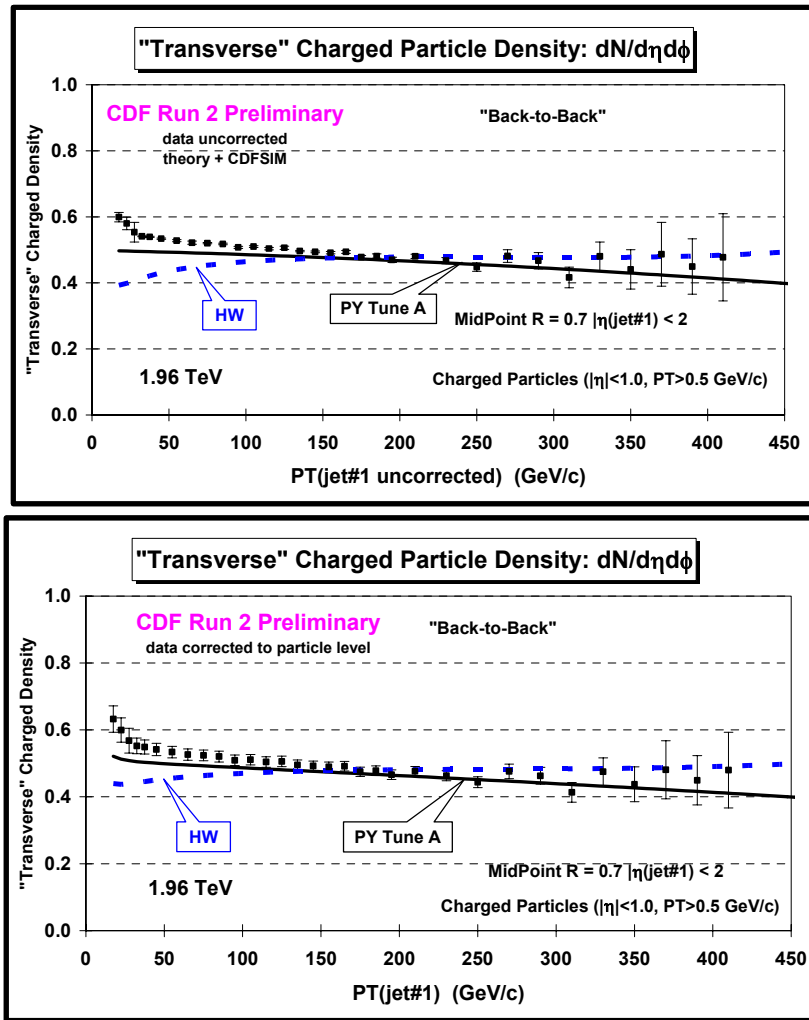 "Transverse" Charged Particle Density: dN/dηdϕ
1.0
CDF Run 2 Preliminary
"Back-to-Back"
data uncorrected
theory + CDFSIM
0.8
0.6
0.4
0.2
0.0
"Transverse" Charged Density
HW
PY Tune A
MidPoint R = 0.7 |η(jet#1) < 2
1.96 TeV
Charged Particles (|η|<1.0, PT>0.5 GeV/c)
0 50 100 150 200 250 300 350 400 450
PT(jet#1 uncorrected) (GeV/c)
"Transverse" Charged Particle Density: dN/dηdϕ
1.0
CDF Run 2 Preliminary
"Back-to-Back"
data corrected to particle level
0.8
0.6
0.4
0.2
0.0
"Transverse" Charged Density
HW
PY Tune A
MidPoint R = 0.7 |η(jet#1) < 2
1.96 TeV
Charged Particles (|η|<1.0, PT>0.5 GeV/c)
0 50 100 150 200 250 300 350 400 450
PT(jet#1) (GeV/c)